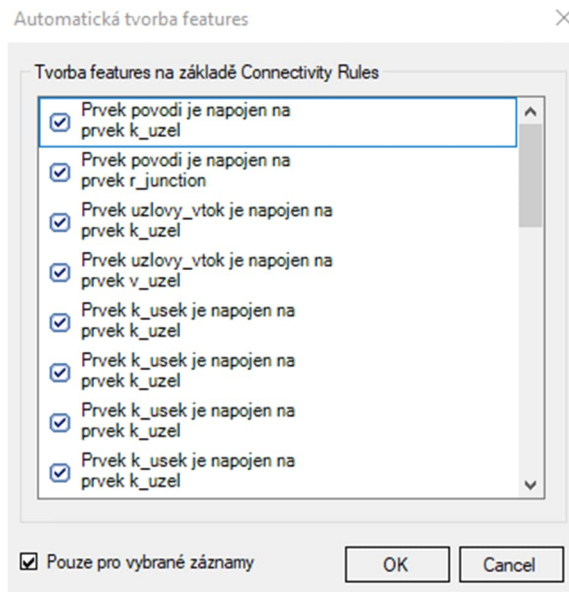 Automatická tvorba features
Tvorba features na základě Connectivity Rules
Prvek povodi je napojen na
prvek k_uzel
Prvek povodi je napojen na
prvek r_junction
Prvek uzlovy_vtok je napojen na
prvek k_uzel
Prvek uzlovy_vtok je napojen na
prvek v_uzel
Prvek k_usek je napojen na
prvek k_uzel
Prvek k_usek je napojen na
prvek k_uzel
Prvek k_usek je napojen na
prvek k_uzel
Prvek k_usek je napojen na
prvek k_uzel
Pouze pro vybrané záznamy
OK
Cancel